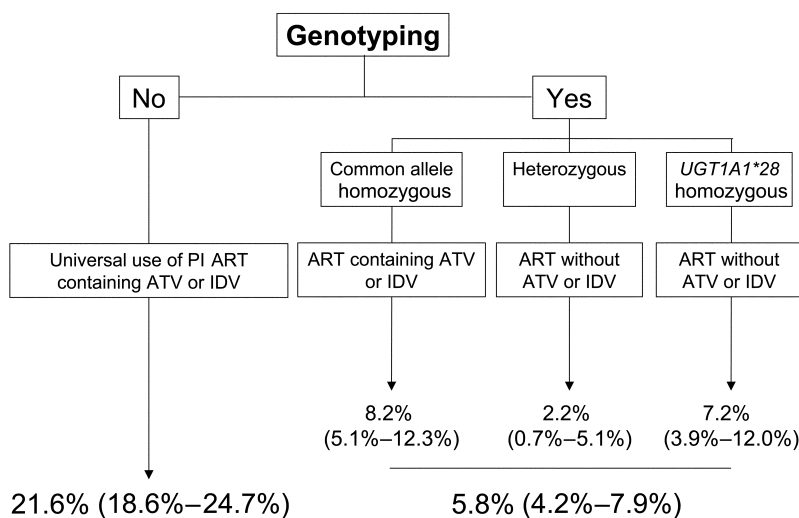 Genotyping
No
Yes
Common allele
homozygous
Heterozygous
UGT1A1*28
homozygous
Universal use of PI ART
containing ATV or IDV
ART containing ATV
or IDV
ART without
ATV or IDV
ART without
ATV or IDV
8.2%
(5.1%–12.3%)
2.2%
(0.7%–5.1%)
7.2%
(3.9%–12.0%)
21.6% (18.6%–24.7%)
5.8% (4.2%–7.9%)